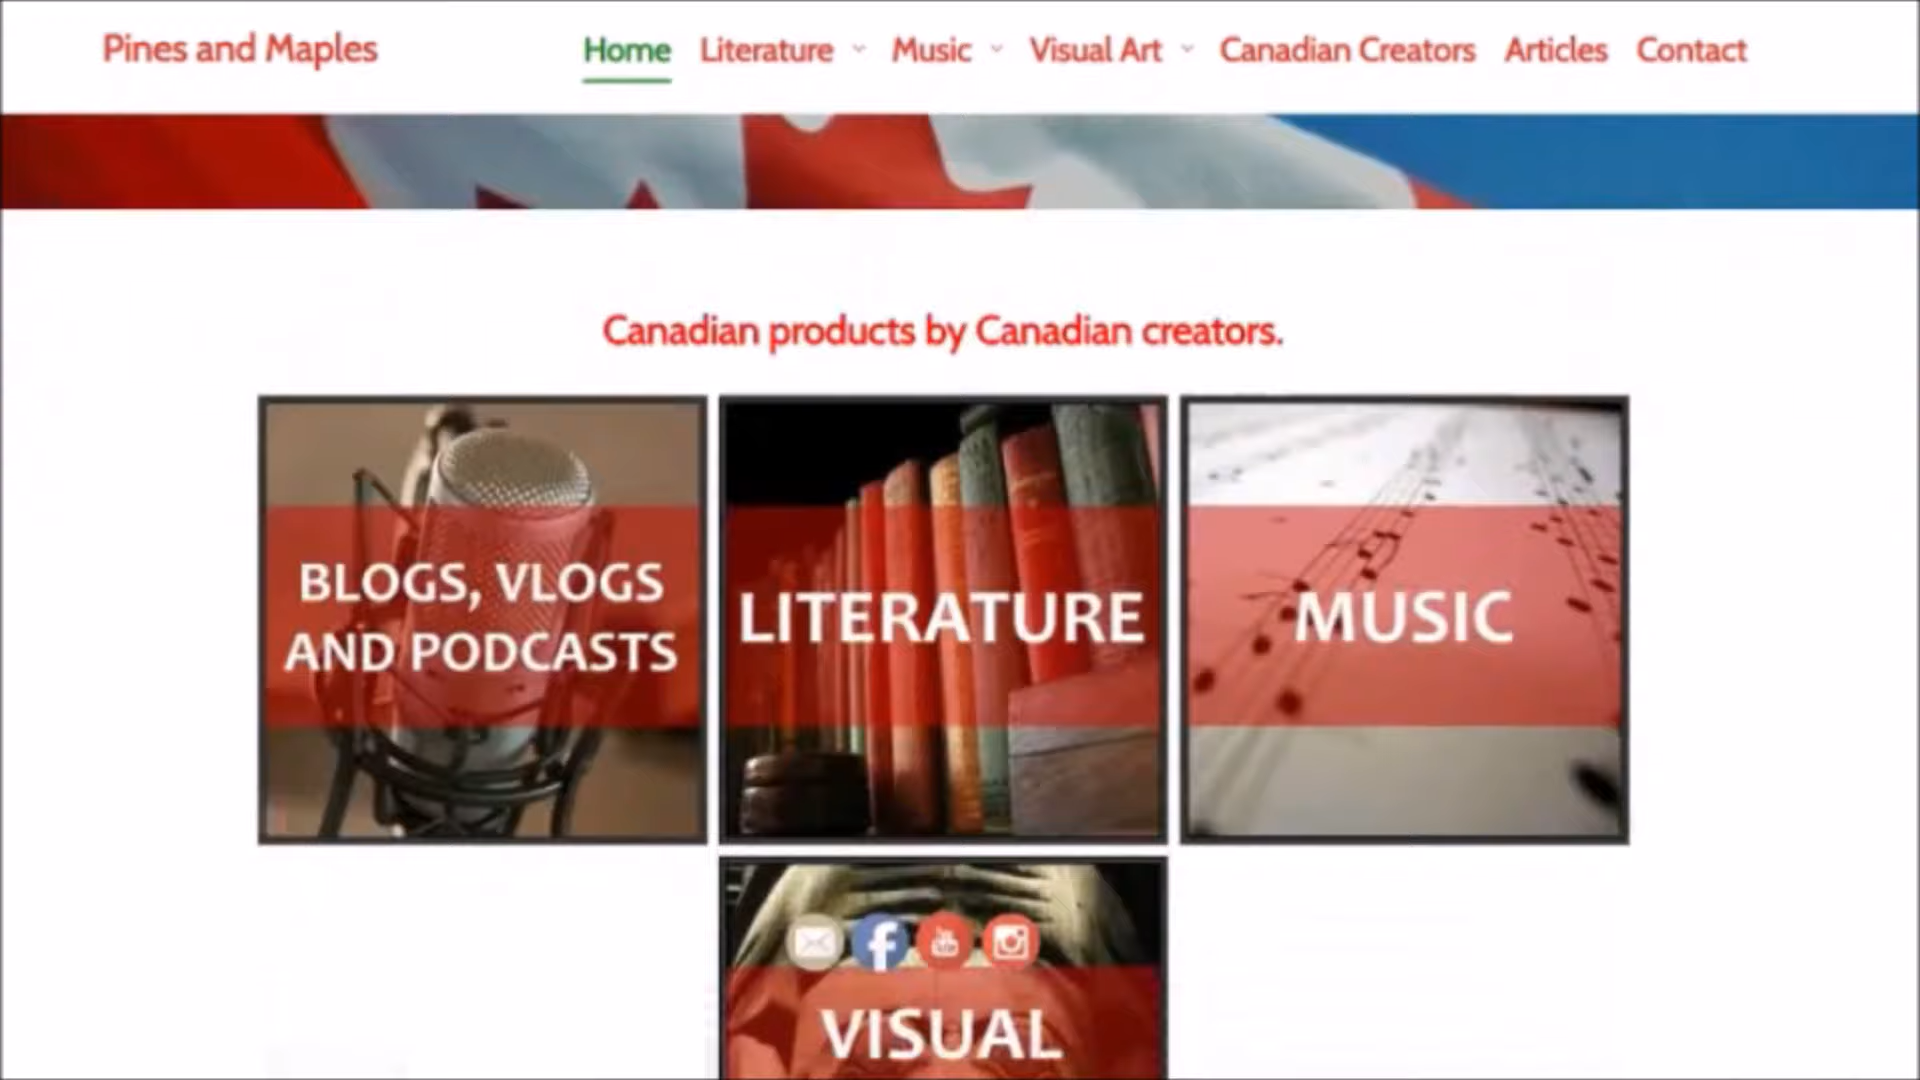 Pines and Maples
Home Literature Music Visual Art Canadian Creators Articles Contact
Canadian products by Canadian creators.
BLOGS, VLOGS
AND PODCASTS
LITERATURE
MUSIC
VISUAL